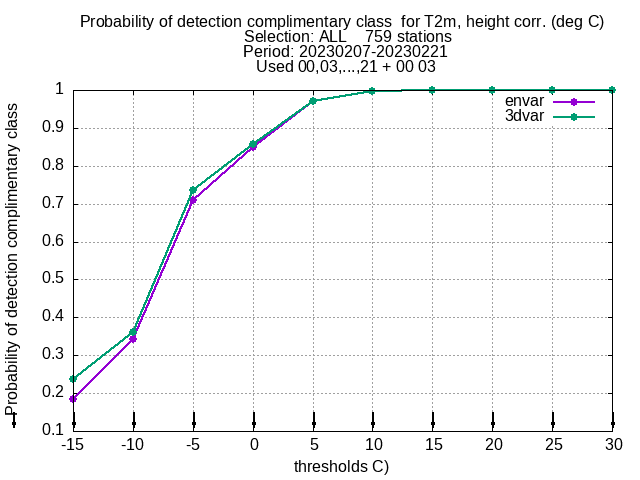 Probability of detection complimentary class  for T2m, height corr. (deg C)
Selection: ALL    759 stations
Period: 20230207-20230221
Used 00,03,...,21 + 00 03
Probability of detection complimentary class
1
0.9
0.8
0.7
0.6
0.5
0.4
0.3
0.2
0.1
envar
3dvar
-15 -10 -5 0 5 10 15 20 25 30
thresholds C)